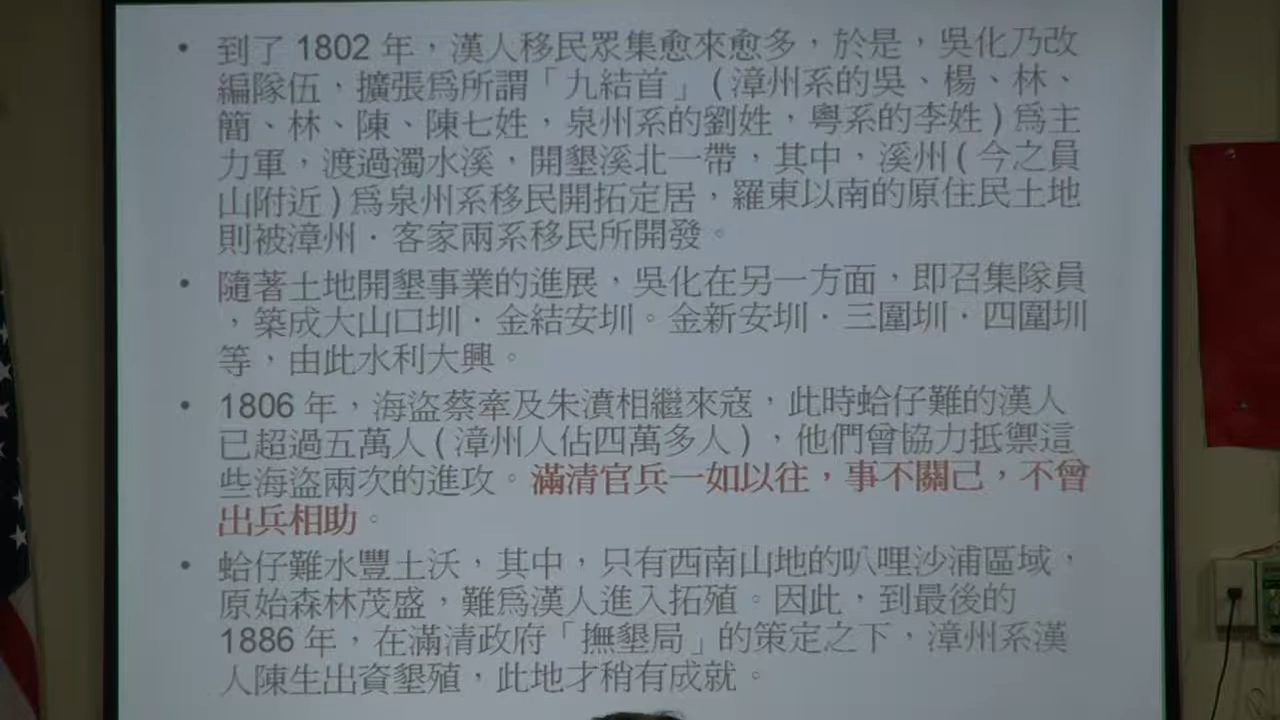 • 到了 1802 年，漢人移民眾集愈來愈多，於是，吳化乃改
編隊伍，擴張為所謂「九結首」(漳州系的吳、楊、林、
簡、林、陳、陳七姓，泉州系的劉姓，粵系的李姓)為主
力軍，渡過濁水溪，開墾溪北一帶，其中，溪州(今之員
山附近)為泉州系移民開拓定居，羅東以南的原住民土地
則被漳州．客家兩系移民所開發。
• 隨著土地開墾事業的進展，吳化在另一方面，即召集隊員
，築成大山口圳．金結安圳。金新安圳．三圍圳．四圍圳
等，由此水利大興。
• 1806 年，海盜蔡牽及朱濆相繼來寇，此時蛤仔難的漢人
已超過五萬人(漳州人佔四萬多人)，他們曾協力抵禦這
些海盜兩次的進攻。滿清官兵一如以往，事不關己，不曾
出兵相助。
• 蛤仔難水豐土沃，其中，只有西南山地的叭哩沙浦區域，
原始森林茂盛，難為漢人進入拓殖。因此，到最後的
1886 年，在滿清政府「撫墾局」的策定之下，漳州系漢
人陳生出資墾殖，此地才稍有成就。